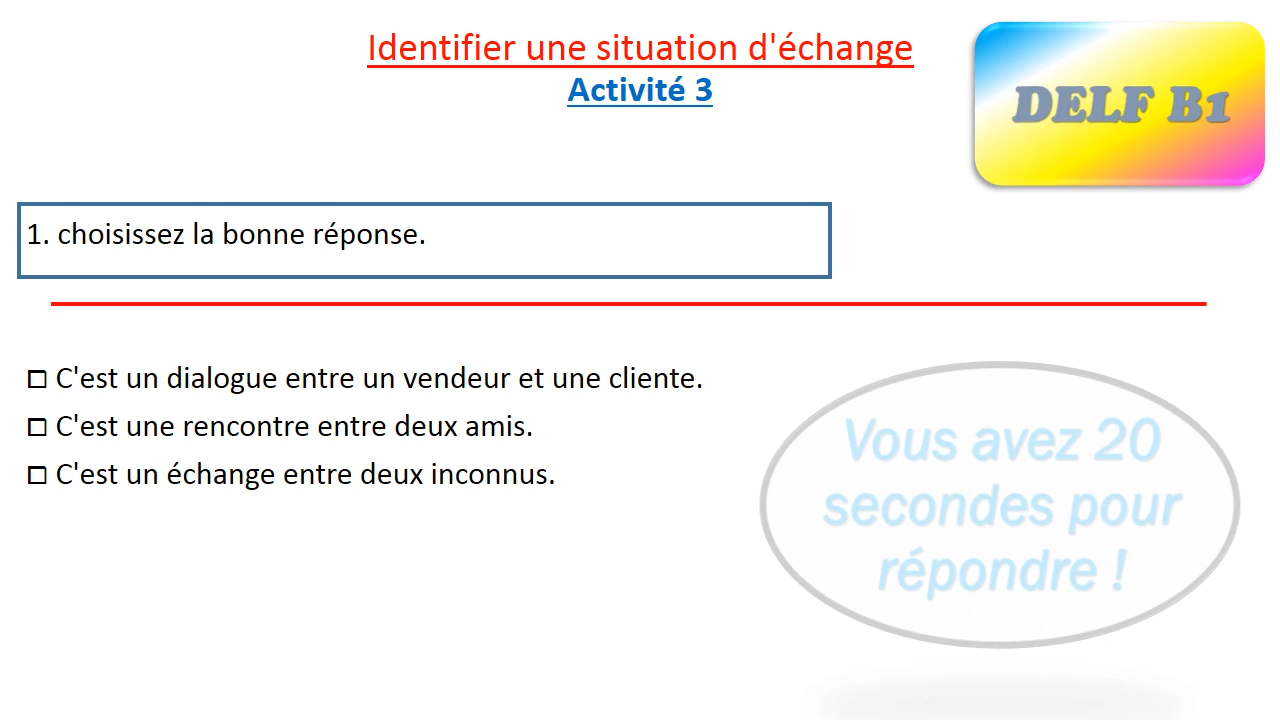 Identifier une situation d'échange
Activité 3
DELF B1
1. choisissez la bonne réponse.
☐ C'est un dialogue entre un vendeur et une cliente.
☐ C'est une rencontre entre deux amis.
☐ C'est un échange entre deux inconnus.
Vous avez 20
secondes pour
répondre !